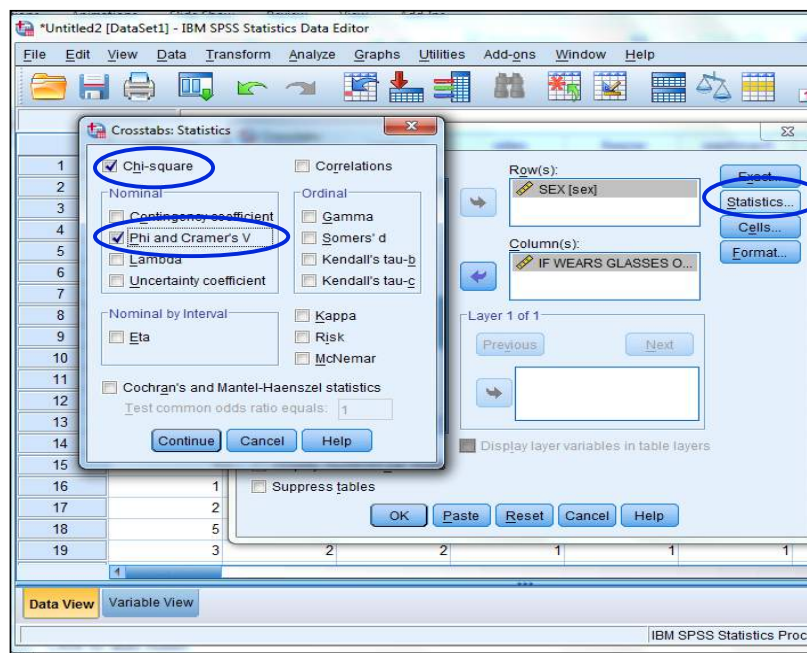 *Untitled2 [DataSet1] - IBM SPSS Statistics Data Editor
File Edit View Data Transform Analyze Graphs Utilities Add-ons Window Help
Crosstabs: Statistics
Chi-square
Correlations
Nominal
Contingency coefficient
Phi and Cramer's V
Lambda
Uncertainty coefficient
Ordinal
Gamma
Somers' d
Kendall's tau-b
Kendall's tau-c
Nominal by Interval
Eta
Kappa
Risk
McNemar
Cochran's and Mantel-Haenszel statistics
Test common odds ratio equals: 1
Continue Cancel Help
Row(s):
SEX [sex]
Column(s):
IF WEARS GLASSES O...
Exact...
Statistics...
Cells...
Format...
Layer 1 of 1
Previous Next
Display layer variables in table layers
Suppress tables
OK Paste Reset Cancel Help
1
2
3
4
5
6
7
8
9
10
11
12
13
14
15
16 1
17 2
18 5
19 3 2 2 1 1 1
Data View Variable View
IBM SPSS Statistics Proc